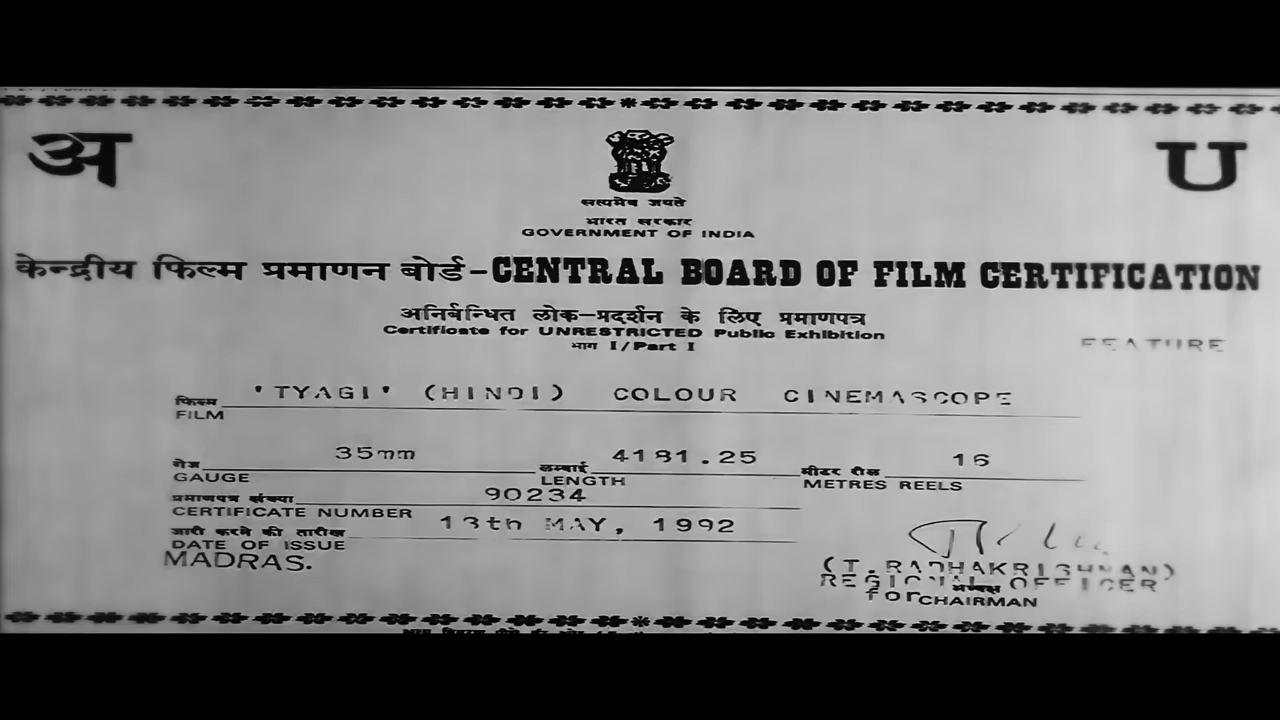 अ
U
सत्यमेव जयते
भारत सरकार
GOVERNMENT OF INDIA
केन्द्रीय फिल्म प्रमाणन बोर्ड-CENTRAL BOARD OF FILM CERTIFICATION
अनिर्बन्धित लोक-प्रदर्शन के लिए प्रमाणपत्र
Certificate for UNRESTRICTED Public Exhibition
भाग I/Part I
FEATURE
फिल्म 'TYAGI' (HINDI) COLOUR CINEMASCOPE
FILM
गेज 35mm लम्बाई 4181.25 मीटर रील 16
GAUGE LENGTH METRES REELS
प्रमाणपत्र संख्या 90234
CERTIFICATE NUMBER
जारी करने की तारीख 13th MAY, 1992
DATE OF ISSUE
MADRAS.
(T.RADHAKRISHNAN)
REGIONAL OFFICER
अध्यक्ष
for CHAIRMAN